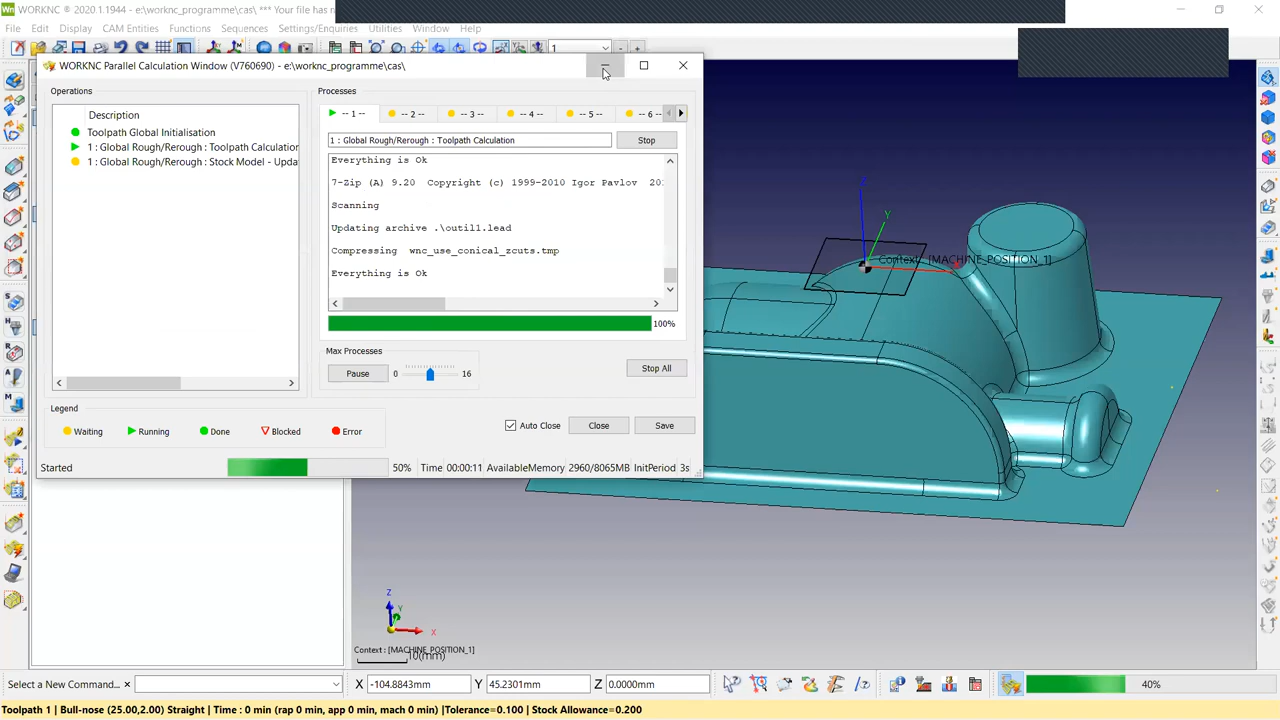 WORKNC ® 2020.1.1944 - e:\worknc_programme\cas\ *** Your file has n
File Edit Display CAM Entities Functions Sequences Settings/Enquiries Utilities Window Help
1
WORKNC Parallel Calculation Window (V760690) - e:\worknc_programme\cas\
Operations
Processes
Description
-- 1 -- -- 2 -- -- 3 -- -- 4 -- -- 5 -- -- 6 --
Toolpath Global Initialisation
1 : Global Rough/Rerough : Toolpath Calculation
Stop
1 : Global Rough/Rerough : Toolpath Calculation
Everything is Ok
1 : Global Rough/Rerough : Stock Model - Upda
7-Zip (A) 9.20 Copyright (c) 1999-2010 Igor Pavlov 20
Scanning
Updating archive .\outil1.lead
Compressing wnc_use_conical_zcuts.tmp
Everything is Ok
100%
Max Processes
Pause 0 16 Stop All
Legend
Waiting Running Done Blocked Error
Auto Close Close Save
Started 50% Time 00:00:11 AvailableMemory 2960/8065MB InitPeriod 3s
Z
Y
Context : [MACHINE_POSITION_1]
Z
Y
X
Context : [MACHINE_POSITION_1]
10(mm)
Select a New Command... X -104.8843mm Y 45.2301mm Z 0.0000mm 40%
Toolpath 1 | Bull-nose (25.00,2.00) Straight | Time : 0 min (rap 0 min, app 0 min, mach 0 min) |Tolerance=0.100 | Stock Allowance=0.200